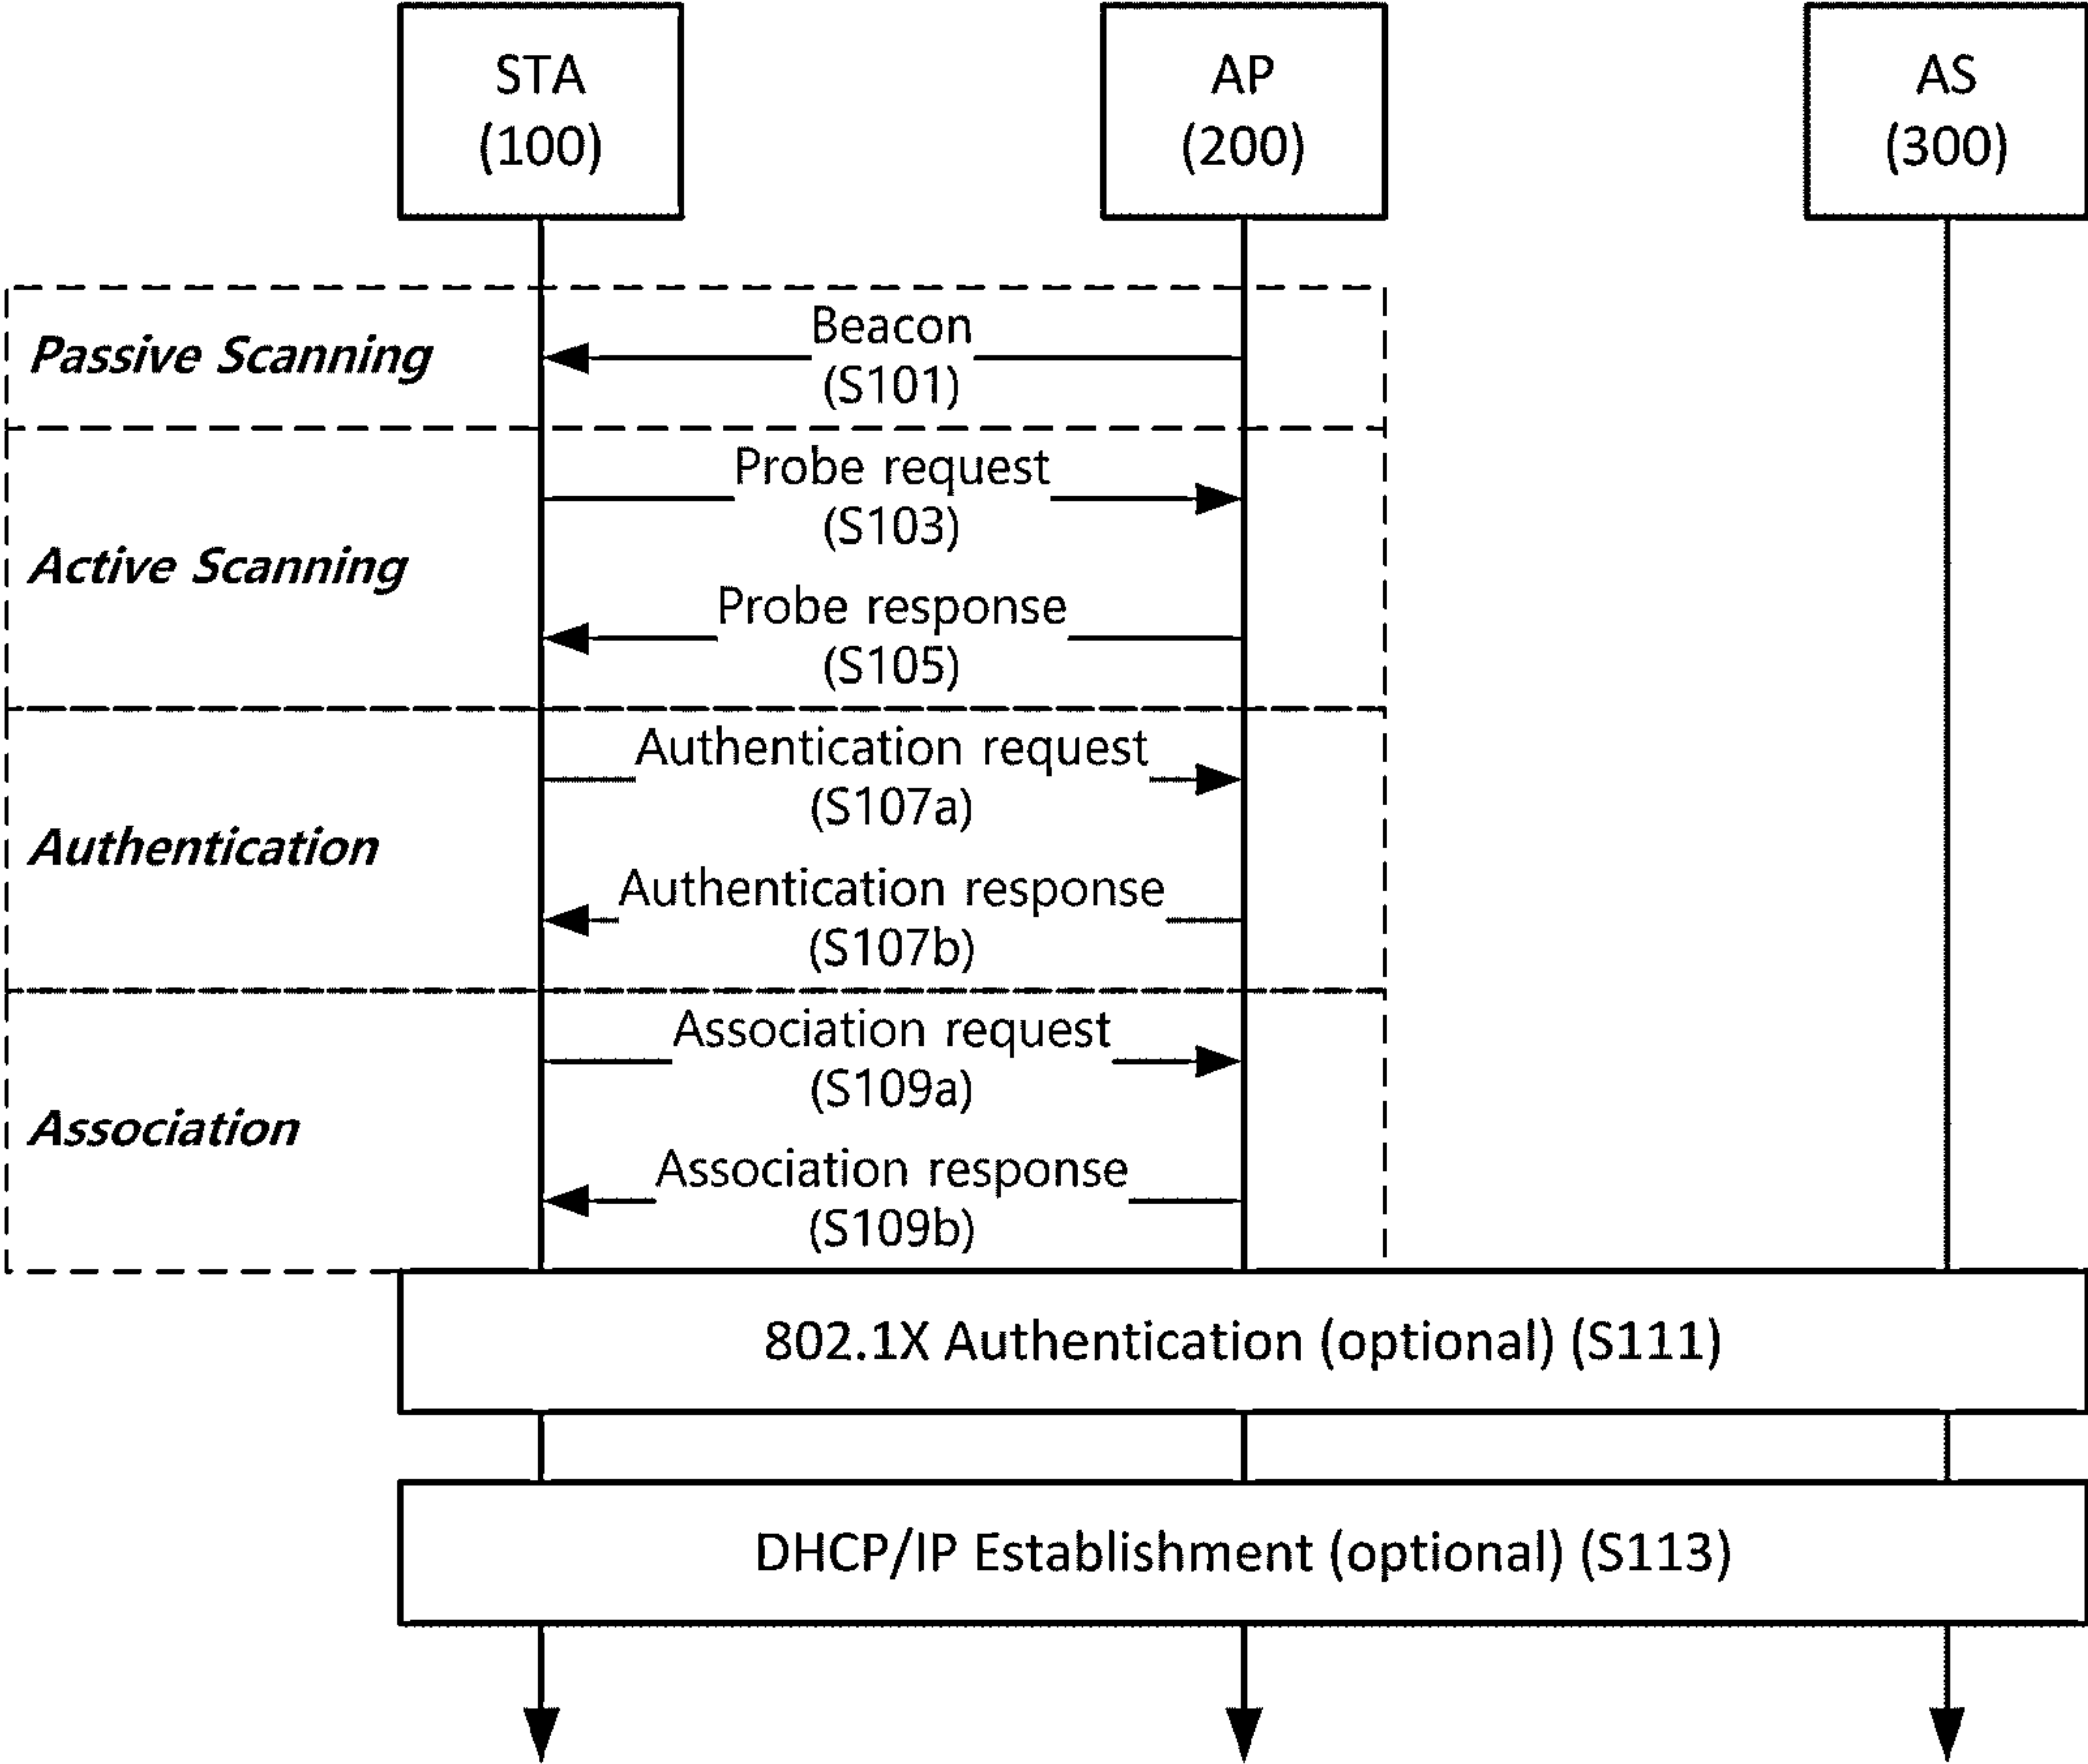 STA
(100)
AP
(200)
AS
(300)
Passive Scanning
Beacon
(S101)
Active Scanning
Probe request
(S103)
Probe response
(S105)
Authentication
Authentication request
(S107a)
Authentication response
(S107b)
Association
Association request
(S109a)
Association response
(S109b)
802.1X Authentication (optional) (S111)
DHCP/IP Establishment (optional) (S113)